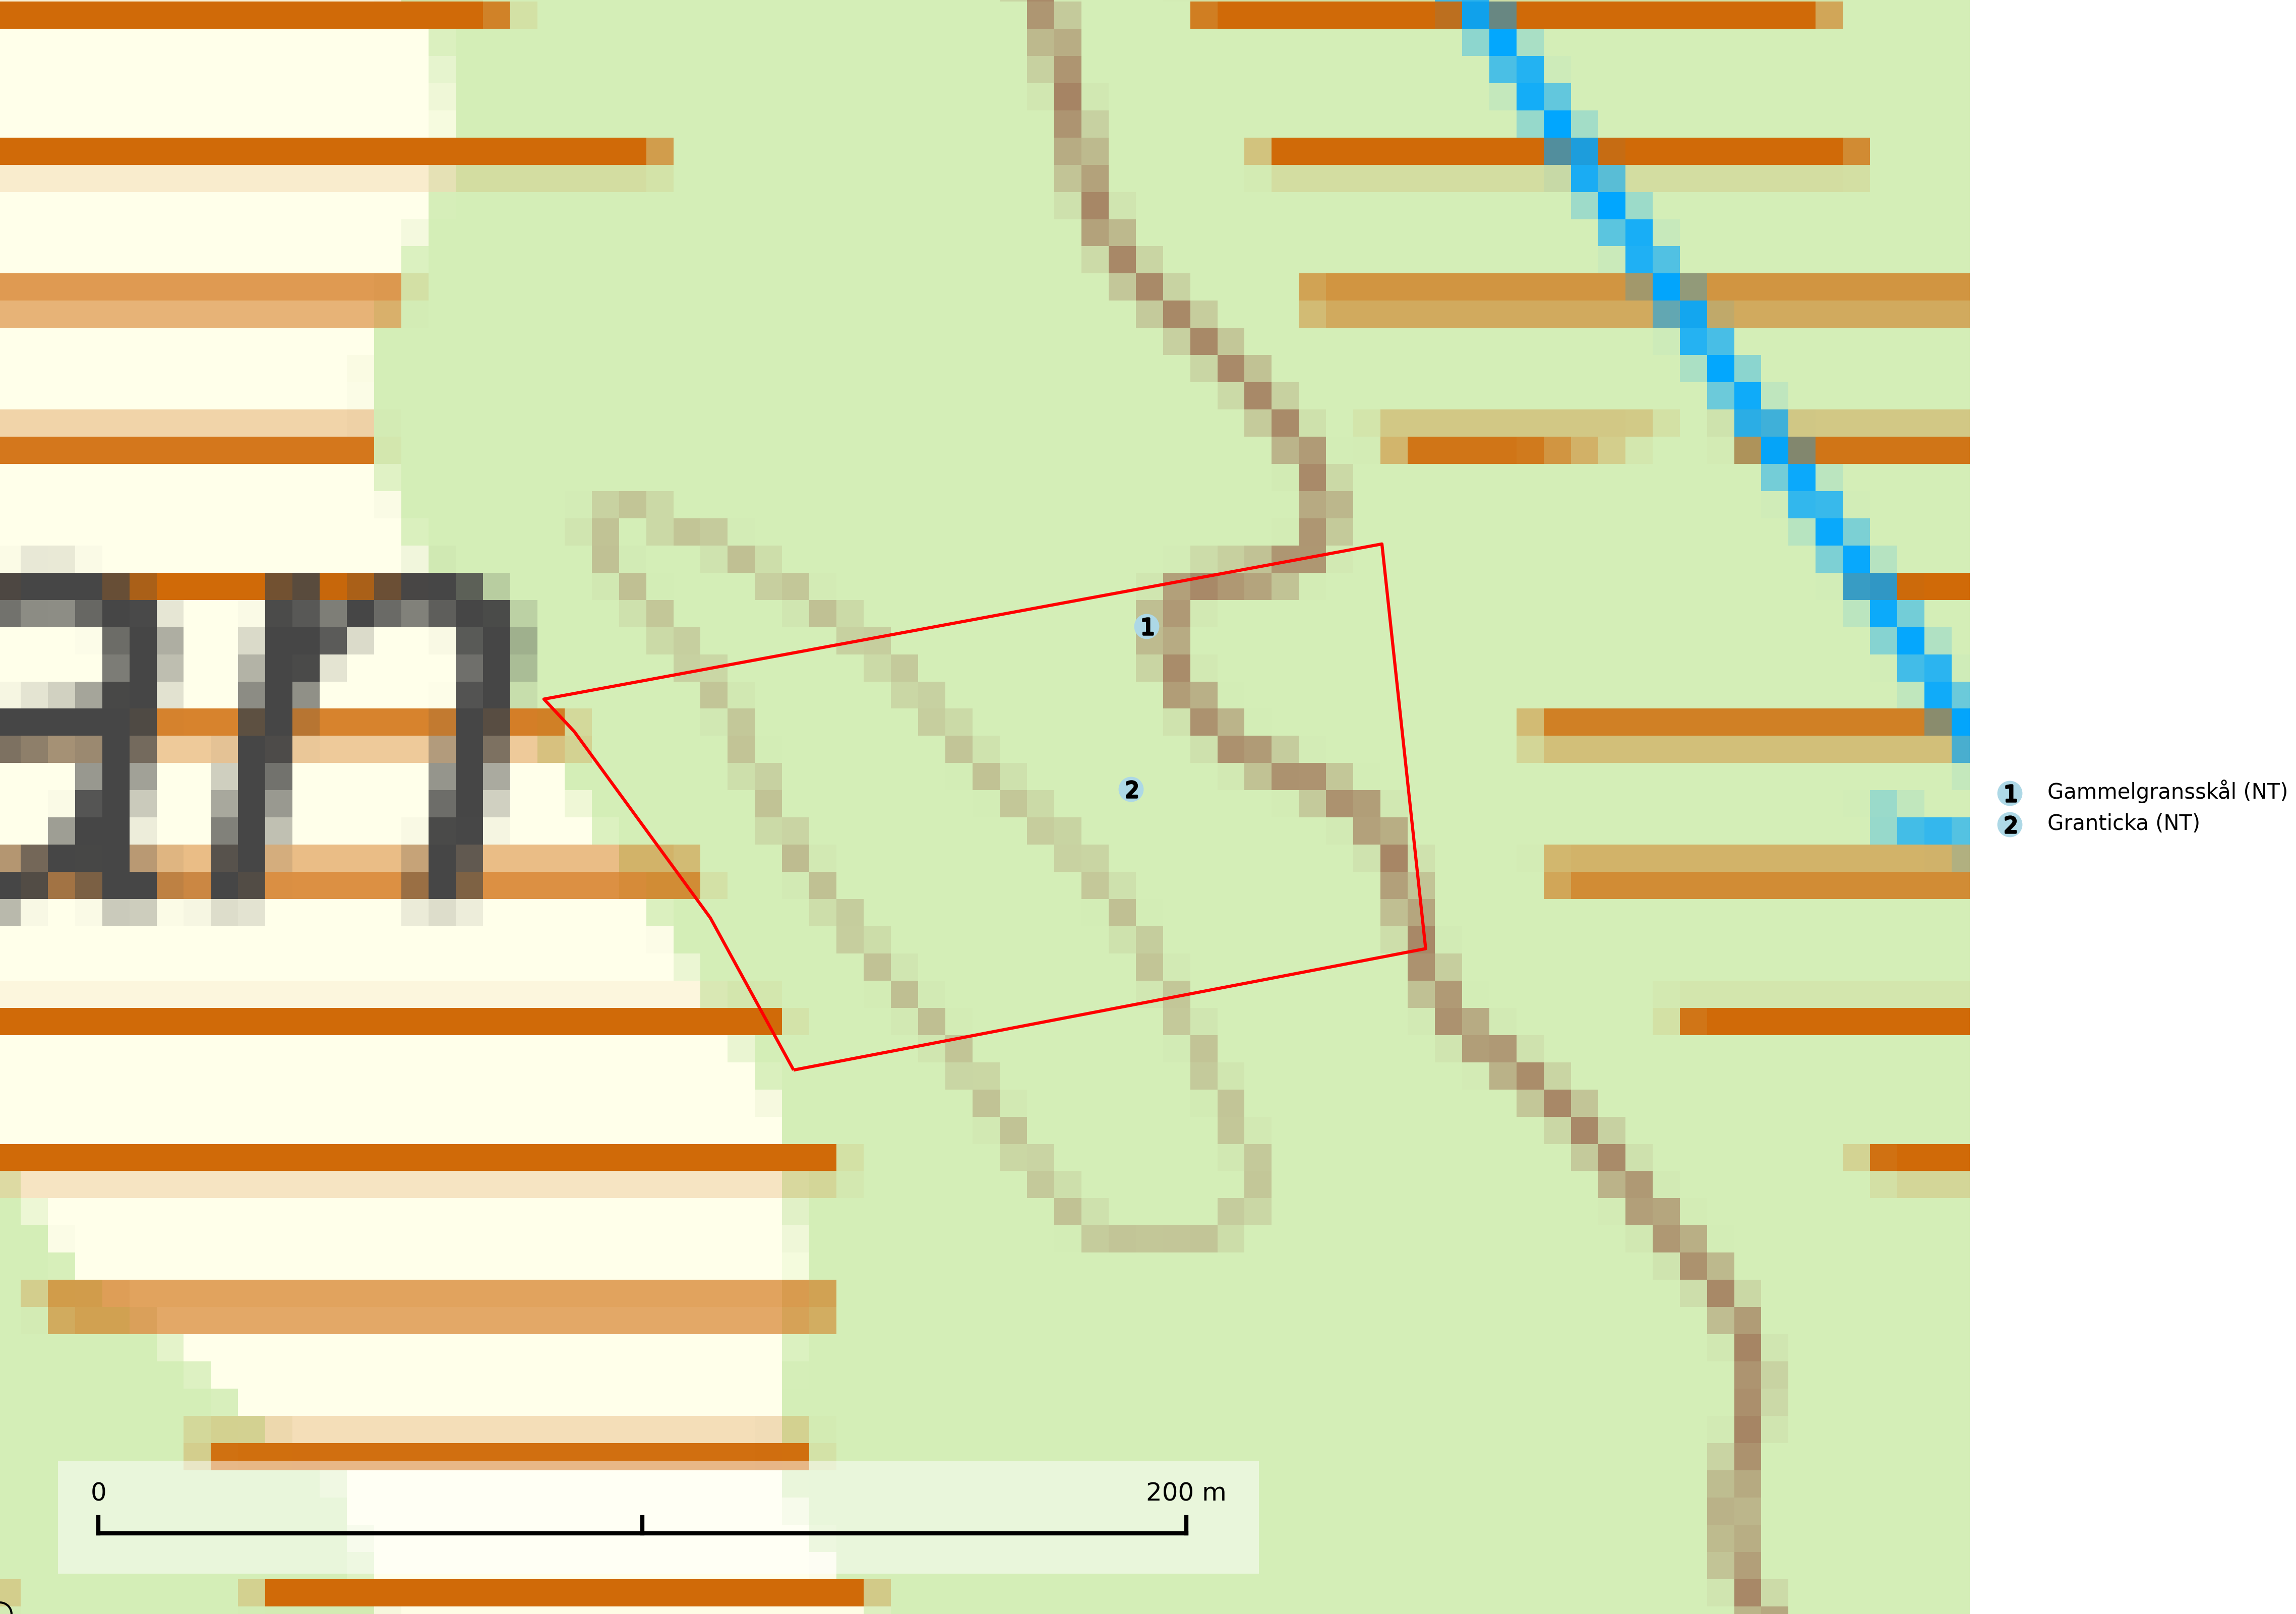 1
2
1 Gammelgransskål (NT)
2 Granticka (NT)
0 200 m